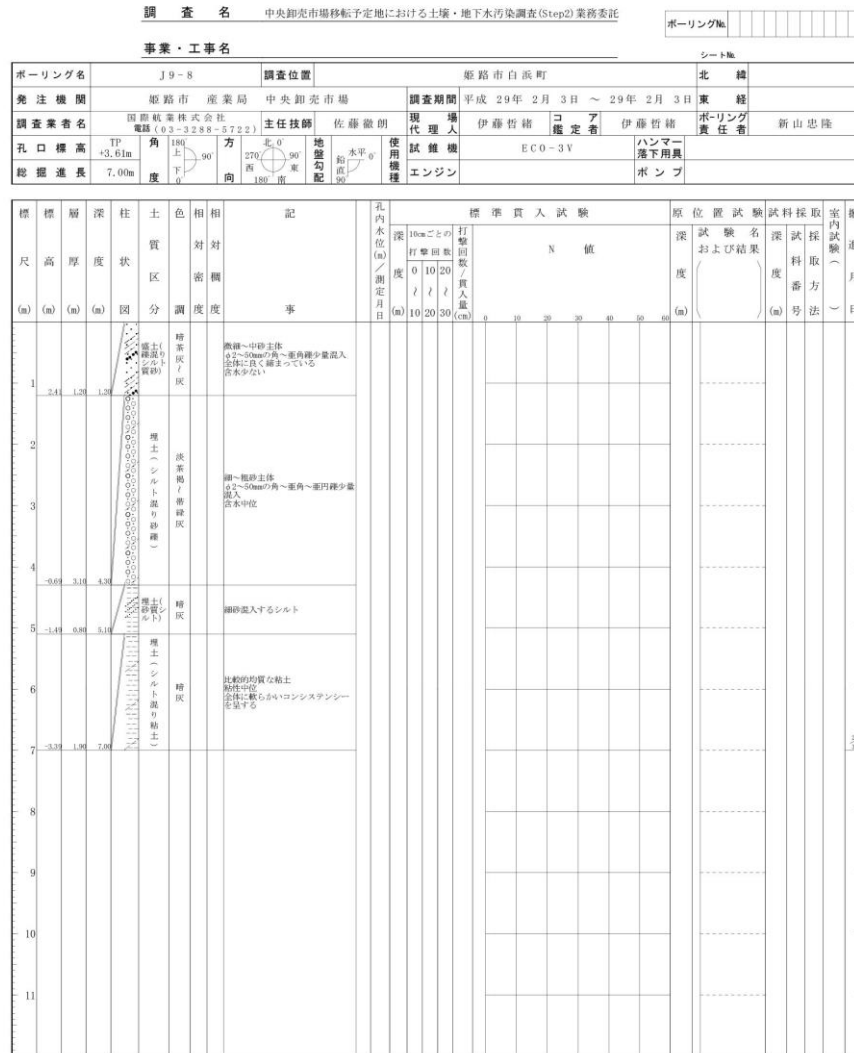 調査名 中央卸売市場移転予定地における土壌・地下水汚染調査(Step2)業務委託
ボーリング№
事業・工事名
シート№
ボーリング名 J9-8 調査位置 姫路市白浜町 北緯
発注機関 姫路市 産業局 中央卸売市場 調査期間 平成 29年 2月 3日 ～ 29年 2月 3日 東経
調査業者名 国際航業株式会社 電話(03-3288-5722) 主任技師 佐藤徹朗 現場代理人 伊藤哲緒 コア鑑定者 伊藤哲緒 ボーリング責任者 新山忠隆
孔口標高 TP +3.61m 角度 180° 上 下 0° 90° 方向 北 0° 270° 90° 西 東 180° 南 地盤勾配 水平 0° 鉛直 90° 使用機種 試錐機 ECO-3V ハンマー落下用具
総掘進長 7.00m エンジン ポンプ
標尺(m) 標高(m) 層厚(m) 深度(m) 柱状図 土質区分 色調 相対密度 相対稠度 記事 孔内水位(m)/測定月日 標準貫入試験 原位置試験 試料採取 室内試験( )
深度(m) 10cmごとの打撃回数 打撃回数/貫入量(cm) N 値 深度(m) 試験名および結果( ) 深度(m) 試料番号 採取方法
0 10 20
～ ～ ～
10 20 30
0 10 20 30 40 50 60
盛土(礫混りシルト質砂) 暗茶灰～灰
微細～中砂主体
φ2～50mmの角～亜角礫少量混入
全体に良く締まっている
含水少ない
1
2.41 1.20 1.20
2
埋土(シルト混り砂礫) 淡茶褐～帯緑灰
細～粗砂主体
φ2～50mmの角～亜角～亜円礫少量
混入
含水中位
3
4
-0.69 3.10 4.30
埋土(砂質シルト) 暗灰 細砂混入するシルト
5 -1.49 0.80 5.10
埋土(シルト混り粘土) 暗灰
比較的均質な粘土
粘性中位
全体に軟らかいコンシステンシー
を呈する
6
7 -3.39 1.90 7.00
8
9
10
11